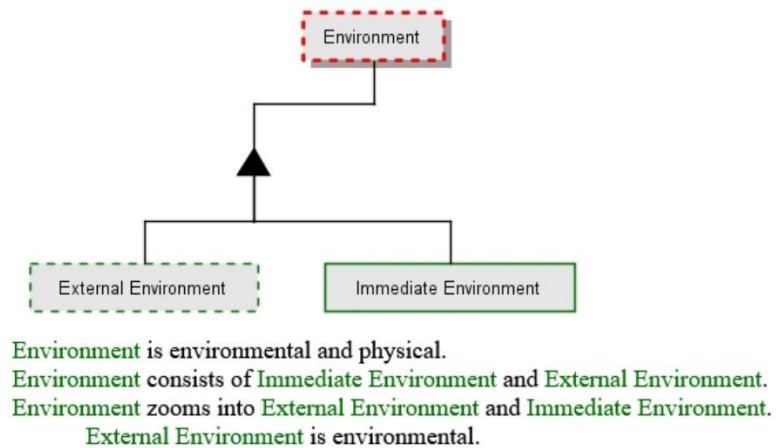 Environment
External Environment
Immediate Environment
Environment is environmental and physical.
Environment consists of Immediate Environment and External Environment.
Environment zooms into External Environment and Immediate Environment.
External Environment is environmental.